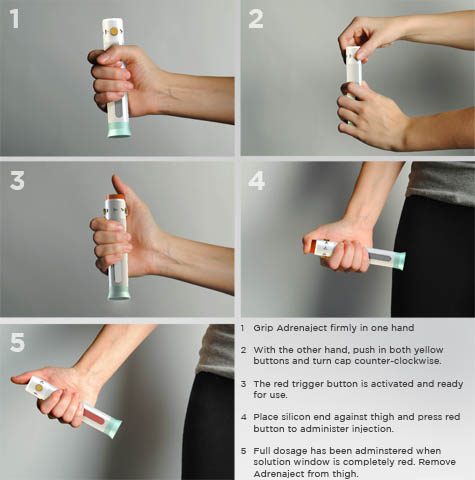 1
2
3
4
5
1 Grip Adrenaject firmly in one hand
2 With the other hand, push in both yellow
buttons and turn cap counter-clockwise.
3 The red trigger button is activated and ready
for use.
4 Place silicon end against thigh and press red
button to administer injection.
5 Full dosage has been adminstered when
solution window is completely red. Remove
Adrenaject from thigh.